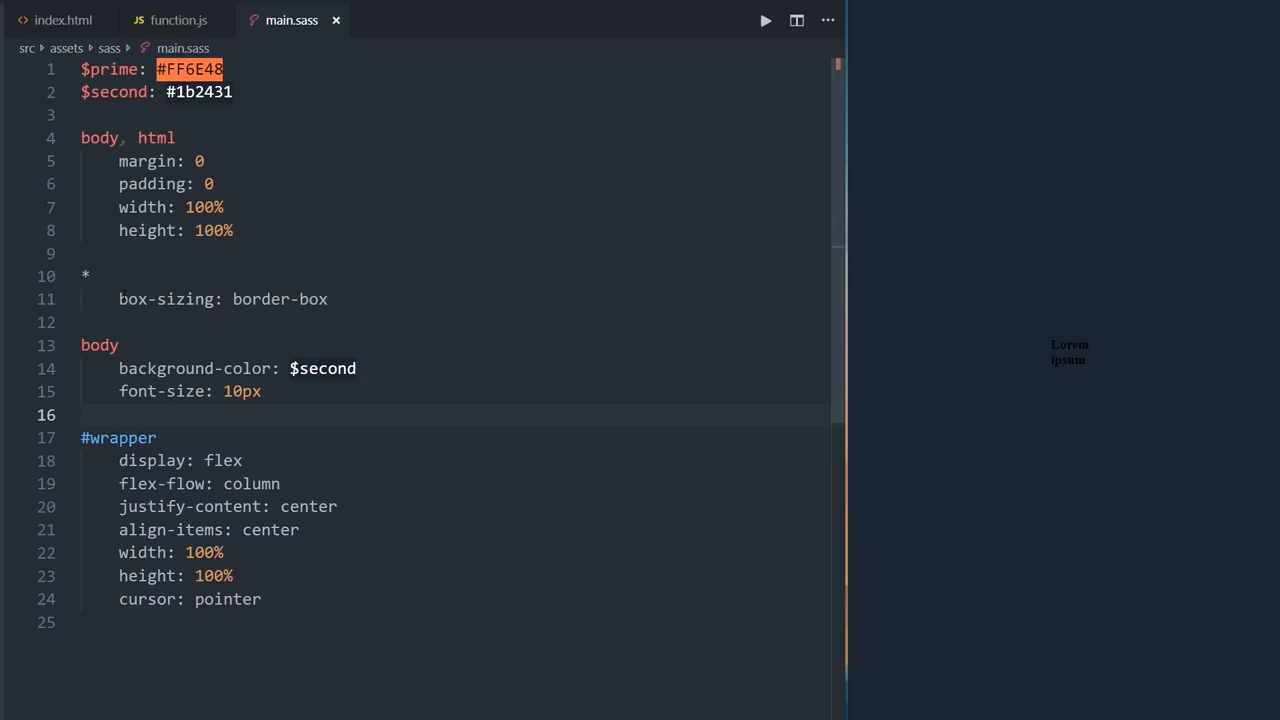 index.html
JS function.js
main.sass
src assets sass main.sass
1 $prime: #FF6E48
2 $second: #1b2431
3
4 body, html
5 margin: 0
6 padding: 0
7 width: 100%
8 height: 100%
9
10 *
11 box-sizing: border-box
12
13 body
14 background-color: $second
15 font-size: 10px
16
17 #wrapper
18 display: flex
19 flex-flow: column
20 justify-content: center
21 align-items: center
22 width: 100%
23 height: 100%
24 cursor: pointer
25
Lorem
ipsum